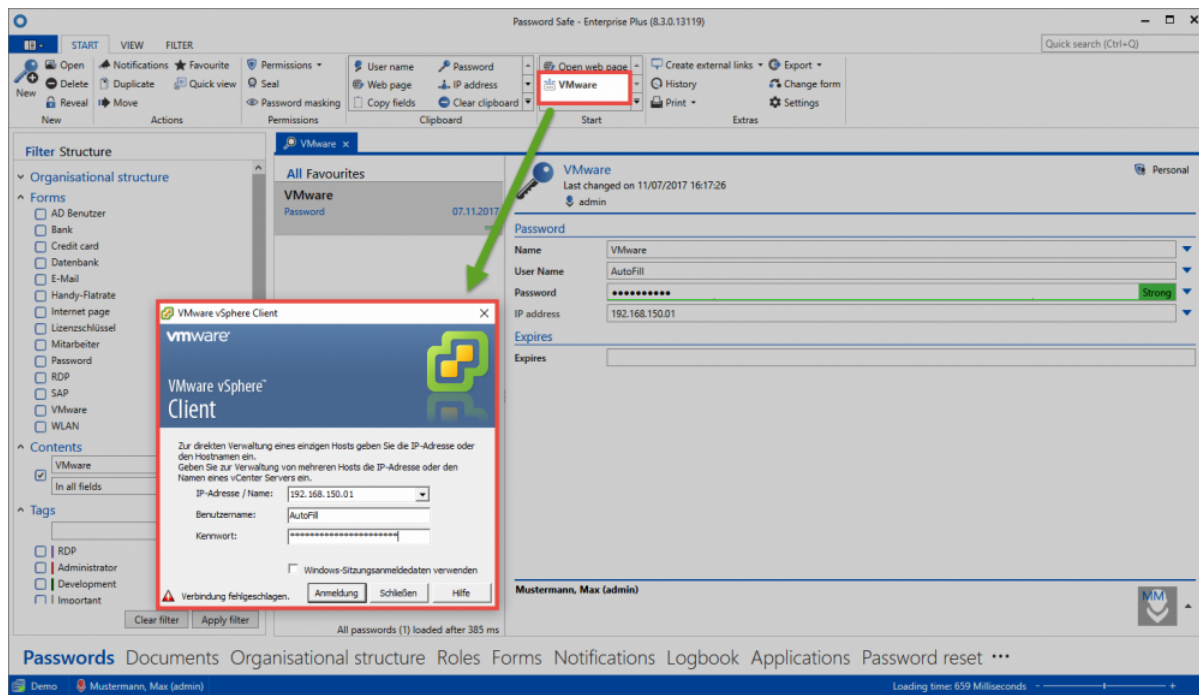 Password Safe - Enterprise Plus (8.3.0.13119)
START VIEW FILTER
Quick search (Ctrl+Q)
New
Open
Delete
Reveal
New
Notifications Favourite
Duplicate Quick view
Move
Actions
Permissions
Seal
Password masking
Permissions
User name Password
Web page IP address
Copy fields Clear clipboard
Clipboard
Open web page
VMware
Start
Create external links Export
History Change form
Print Settings
Extras
Filter Structure
Organisational structure
Forms
AD Benutzer
Bank
Credit card
Datenbank
E-Mail
Handy-Flatrate
Internet page
Lizenzschlüssel
Mitarbeiter
Password
RDP
SAP
VMware
WLAN
Contents
VMware
In all fields
Tags
RDP
Administrator
Development
Important
Clear filter Apply filter
VMware ×
All Favourites
VMware
Password 07.11.2017
All passwords (1) loaded after 385 ms
VMware
Last changed on 11/07/2017 16:17:26
admin
Personal
Password
Name VMware
User Name AutoFill
Password •••••••••• Strong
IP address 192.168.150.01
Expires
Expires
Mustermann, Max (admin)
MM
VMware vSphere Client
vmware
VMware vSphere™
Client
Zur direkten Verwaltung eines einzigen Hosts geben Sie die IP-Adresse oder
den Hostnamen ein.
Geben Sie zur Verwaltung von mehreren Hosts die IP-Adresse oder den
Namen eines vCenter Servers ein.
IP-Adresse / Name: 192.168.150.01
Benutzername: AutoFill
Kennwort:
Windows-Sitzungsanmeldedaten verwenden
Verbindung fehlgeschlagen. Anmeldung Schließen Hilfe
Passwords Documents Organisational structure Roles Forms Notifications Logbook Applications Password reset •••
Demo Mustermann, Max (admin)
Loading time: 659 Milliseconds